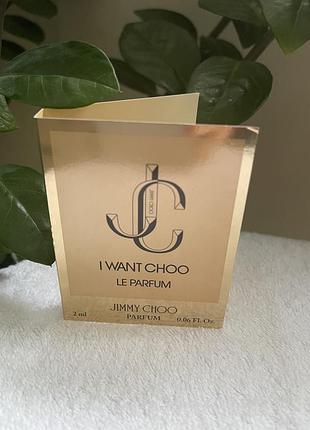 JC
I WANT CHOO
LE PARFUM
JIMMY CHOO
PARFUM
2 ml
0.06 FL.Oz.